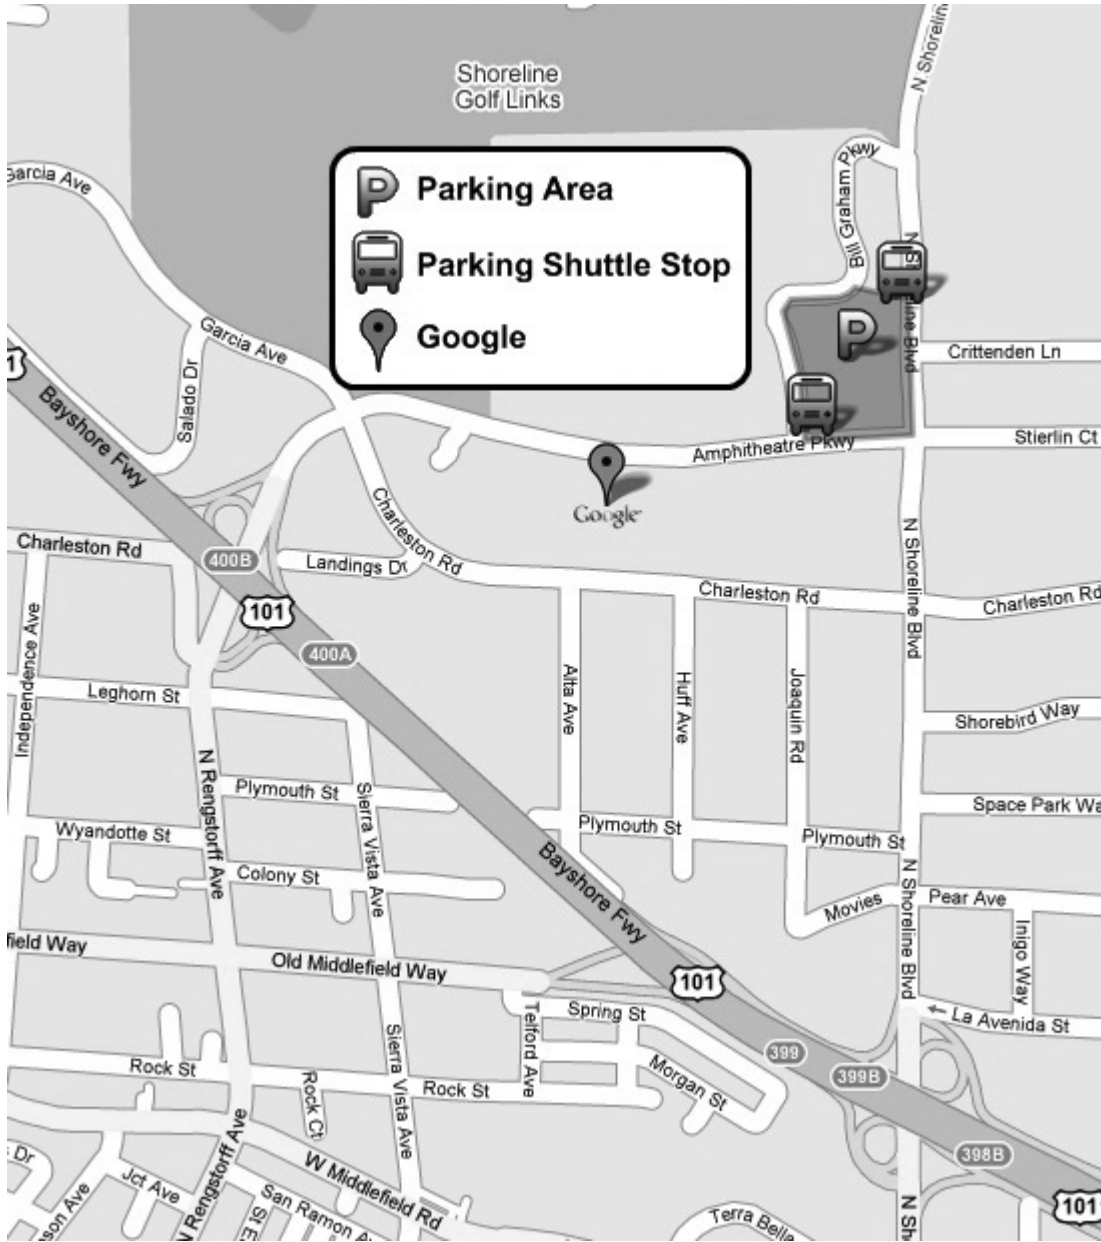 N Shoreline
Shoreline
Golf Links
Parking Area
Parking Shuttle Stop
Google
Garcia Ave
Bill Graham Pkwy
P
Garcia Ave
Salado Dr
Bayshore Fwy
Crittenden Ln
Amphitheatre Pkwy
Stierlin Ct
Google
Charleston Rd
Charleston Rd
Landings Dr
400B
101
400A
Charleston Rd
Charleston Rd
N Shoreline Blvd
Independence Ave
Leghorn St
Alta Ave
Huff Ave
Joaquin Rd
Shorebird Way
N Rengstorff Ave
Plymouth St
Sierra Vista Ave
Space Park Wa
Wyandotte St
Plymouth St
Plymouth St
Colony St
Bayshore Fwy
Movies
Pear Ave
N Shoreline Blvd
Inigo Way
field Way
Old Middlefield Way
101
Spring St
Telford Ave
← La Avenida St
Rock St
Rock Ct
Sierra Vista Ave
Rock St
Morgan St
399
399B
398B
N Rengstorff Ave
W Middlefield Rd
s Dr
Jct Ave
son Ave
San Ramon Av
Terra Bella
N Sh
101